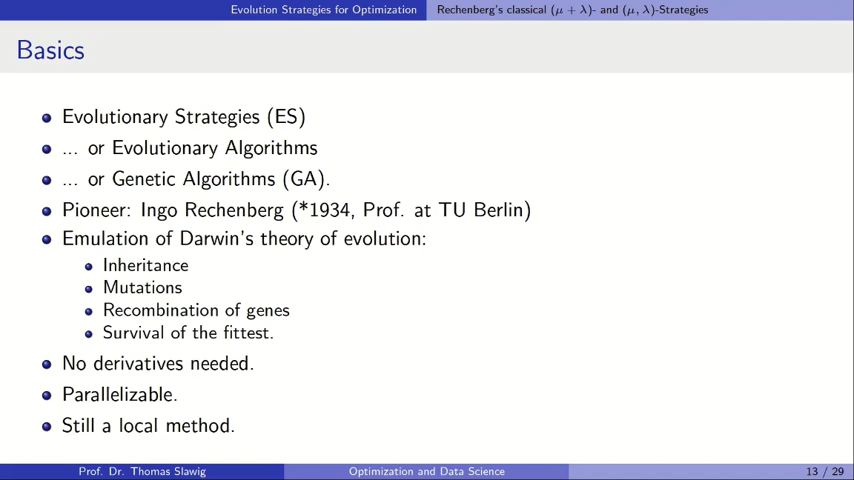 Evolution Strategies for Optimization Rechenberg's classical (μ + λ)- and (μ, λ)-Strategies
Basics
Evolutionary Strategies (ES)
... or Evolutionary Algorithms
... or Genetic Algorithms (GA).
Pioneer: Ingo Rechenberg (*1934, Prof. at TU Berlin)
Emulation of Darwin's theory of evolution:
Inheritance
Mutations
Recombination of genes
Survival of the fittest.
No derivatives needed.
Parallelizable.
Still a local method.
Prof. Dr. Thomas Slawig Optimization and Data Science 13 / 29